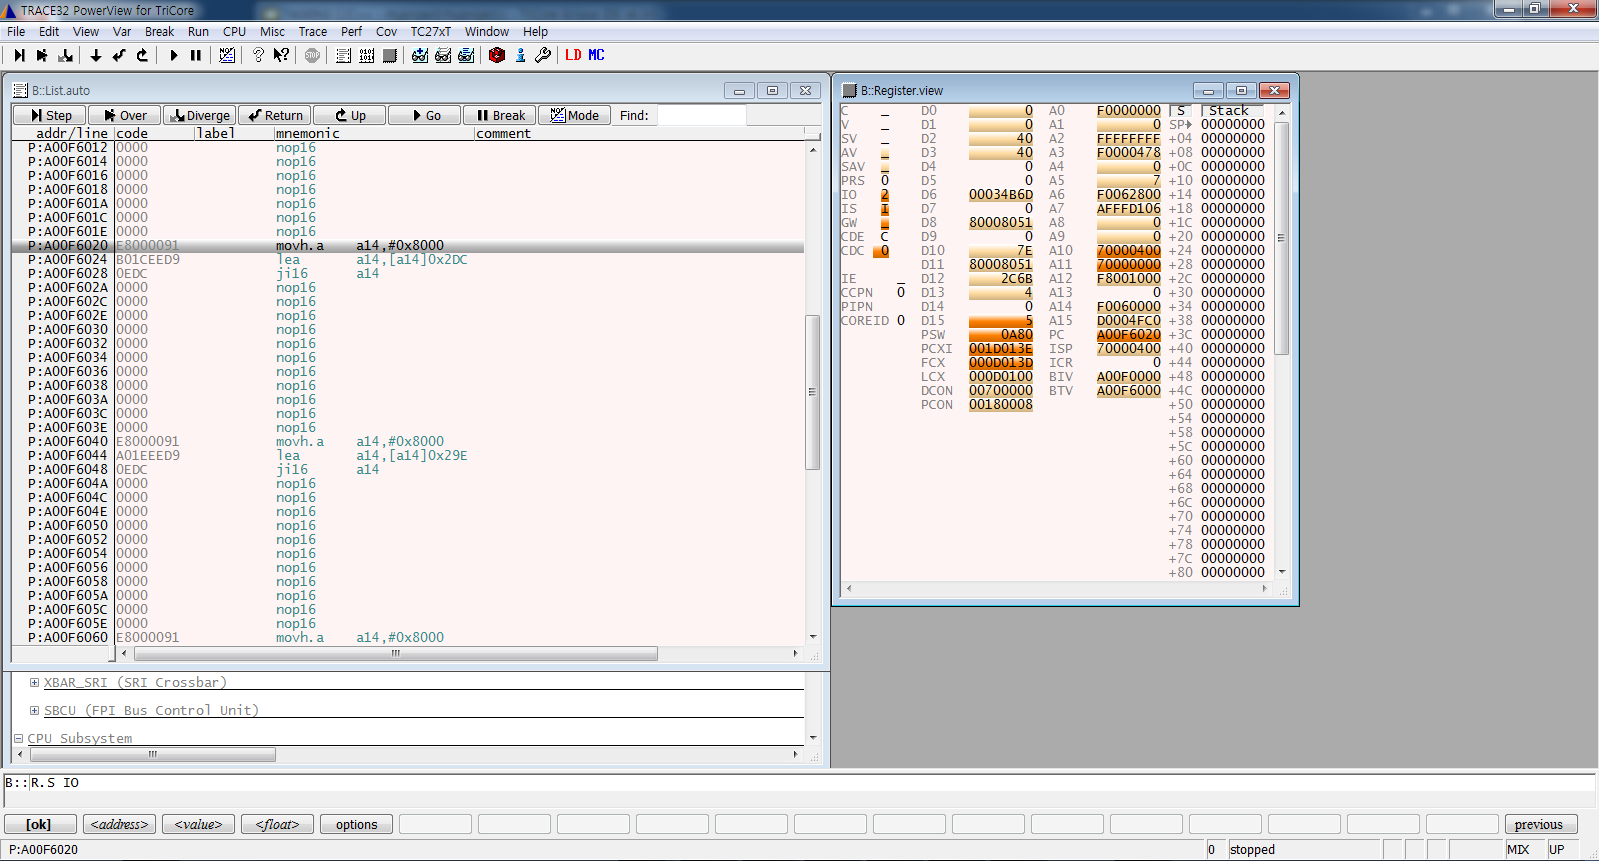 TRACE32 PowerView for TriCore
File Edit View Var Break Run CPU Misc Trace Perf Cov TC27xT Window Help
LD MC
B::List.auto
Step Over Diverge Return Up Go Break Mode Find:
addr/line code label mnemonic comment
P:A00F6012 0000 nop16
P:A00F6014 0000 nop16
P:A00F6016 0000 nop16
P:A00F6018 0000 nop16
P:A00F601A 0000 nop16
P:A00F601C 0000 nop16
P:A00F601E 0000 nop16
P:A00F6020 E8000091 movh.a a14,#0x8000
P:A00F6024 B01CEED9 lea a14,[a14]0x2DC
P:A00F6028 0EDC ji16 a14
P:A00F602A 0000 nop16
P:A00F602C 0000 nop16
P:A00F602E 0000 nop16
P:A00F6030 0000 nop16
P:A00F6032 0000 nop16
P:A00F6034 0000 nop16
P:A00F6036 0000 nop16
P:A00F6038 0000 nop16
P:A00F603A 0000 nop16
P:A00F603C 0000 nop16
P:A00F603E 0000 nop16
P:A00F6040 E8000091 movh.a a14,#0x8000
P:A00F6044 A01EEED9 lea a14,[a14]0x29E
P:A00F6048 0EDC ji16 a14
P:A00F604A 0000 nop16
P:A00F604C 0000 nop16
P:A00F604E 0000 nop16
P:A00F6050 0000 nop16
P:A00F6052 0000 nop16
P:A00F6054 0000 nop16
P:A00F6056 0000 nop16
P:A00F6058 0000 nop16
P:A00F605A 0000 nop16
P:A00F605C 0000 nop16
P:A00F605E 0000 nop16
P:A00F6060 E8000091 movh.a a14,#0x8000
XBAR_SRI (SRI Crossbar)
SBCU (FPI Bus Control Unit)
CPU Subsystem
B::Register.view
C _ D0 0 A0 F0000000 S Stack
V _ D1 0 A1 0 SP 00000000
SV _ D2 40 A2 FFFFFFFF +04 00000000
AV _ D3 40 A3 F0000478 +08 00000000
SAV _ D4 0 A4 0 +0C 00000000
PRS 0 D5 0 A5 7 +10 00000000
IO 2 D6 00034B6D A6 F0062800 +14 00000000
IS I D7 0 A7 AFFFD106 +18 00000000
GW _ D8 80008051 A8 0 +1C 00000000
CDE C D9 0 A9 0 +20 00000000
CDC 0 D10 7E A10 70000400 +24 00000000
D11 80008051 A11 70000000 +28 00000000
IE _ D12 2C6B A12 F8001000 +2C 00000000
CCPN 0 D13 4 A13 0 +30 00000000
PIPN D14 0 A14 F0060000 +34 00000000
COREID 0 D15 5 A15 D0004FC0 +38 00000000
PSW 0A80 PC A00F6020 +3C 00000000
PCXI 001D013E ISP 70000400 +40 00000000
FCX 000D013D ICR 0 +44 00000000
LCX 000D0100 BIV A00F0000 +48 00000000
DCON 00700000 BTV A00F6000 +4C 00000000
PCON 00180008 +50 00000000
+54 00000000
+58 00000000
+5C 00000000
+60 00000000
+64 00000000
+68 00000000
+6C 00000000
+70 00000000
+74 00000000
+78 00000000
+7C 00000000
+80 00000000
B::R.S IO
[ok] <address> <value> <float> options previous
P:A00F6020 0 stopped MIX UP